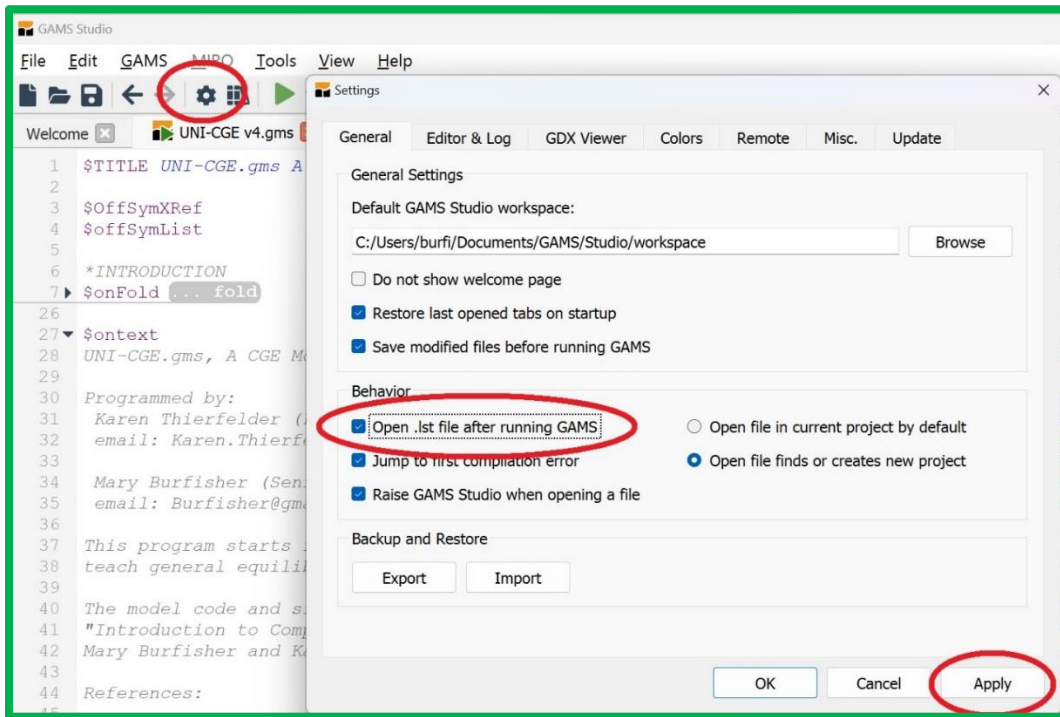 GAMS Studio
File Edit GAMS MIRO Tools View Help
Welcome UNI-CGE v4.gms
1 $TITLE UNI-CGE.gms A
2
3 $OffSymXRef
4 $offSymList
5
6 *INTRODUCTION
7 $onFold ... fold
26
27 $ontext
28 UNI-CGE.gms, A CGE
29
30 Programmed by:
31 Karen Thierfelder
32 email:
33
34 Mary Burfisher
35 email:
36
37 This program starts
38 teach general
39
40 The model code and
41 "Introduction to
42 Mary Burfisher and
43
44 References:
Settings
General Editor & Log GDX Viewer Colors Remote Misc. Update
General Settings
Default GAMS Studio workspace:
C:/Users/burfi/Documents/GAMS/Studio/workspace Browse
Do not show welcome page
Restore last opened tabs on startup
Save modified files before running GAMS
Behavior
Open .lst file after running GAMS Open file in current project by default
Jump to first compilation error Open file finds or creates new project
Raise GAMS Studio when opening a file
Backup and Restore
Export Import
OK Cancel Apply